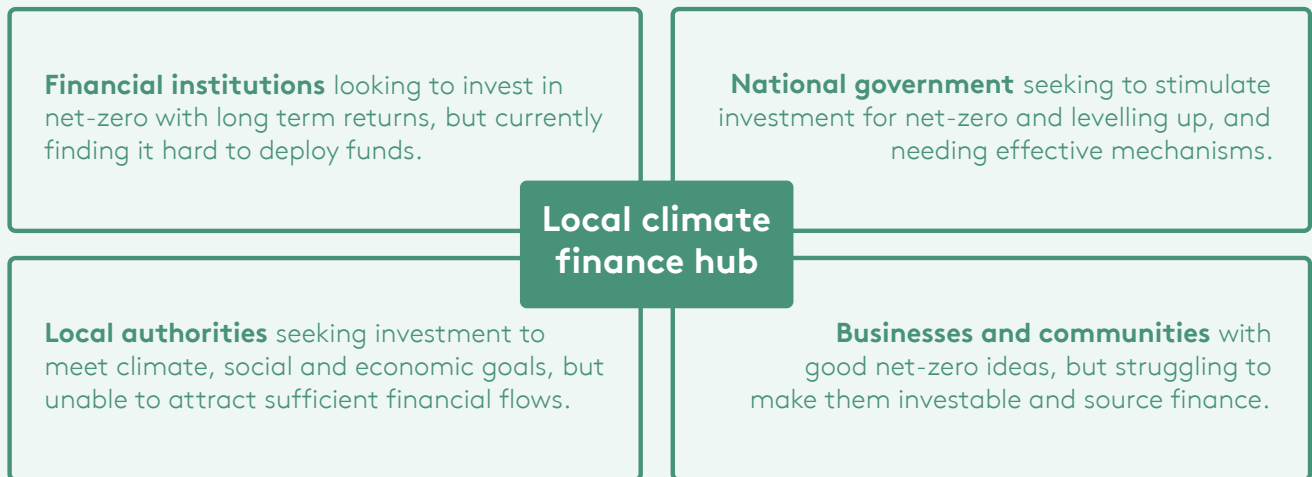 Financial institutions looking to invest in
net-zero with long term returns, but currently
finding it hard to deploy funds.
National government seeking to stimulate
investment for net-zero and levelling up, and
needing effective mechanisms.
Local climate
finance hub
Local authorities seeking investment to
meet climate, social and economic goals, but
unable to attract sufficient financial flows.
Businesses and communities with
good net-zero ideas, but struggling to
make them investable and source finance.